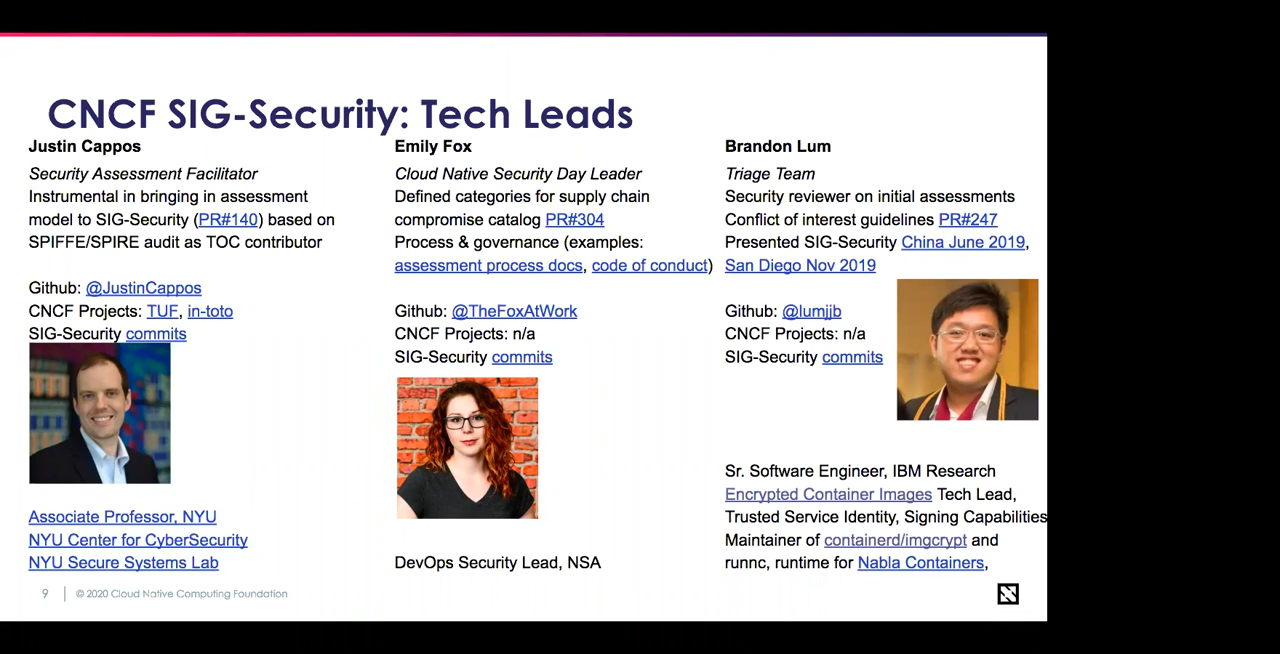 CNCF SIG-Security: Tech Leads
Justin Cappos
Security Assessment Facilitator
Instrumental in bringing in assessment
model to SIG-Security (PR#140) based on
SPIFFE/SPIRE audit as TOC contributor
Github: @JustinCappos
CNCF Projects: TUF, in-toto
SIG-Security commits
Associate Professor, NYU
NYU Center for CyberSecurity
NYU Secure Systems Lab
Emily Fox
Cloud Native Security Day Leader
Defined categories for supply chain
compromise catalog PR#304
Process & governance (examples:
assessment process docs, code of conduct)
Github: @TheFoxAtWork
CNCF Projects: n/a
SIG-Security commits
DevOps Security Lead, NSA
Brandon Lum
Triage Team
Security reviewer on initial assessments
Conflict of interest guidelines PR#247
Presented SIG-Security China June 2019,
San Diego Nov 2019
Github: @lumjjb
CNCF Projects: n/a
SIG-Security commits
Sr. Software Engineer, IBM Research
Encrypted Container Images Tech Lead,
Trusted Service Identity, Signing Capabilities
Maintainer of containerd/imgcrypt and
runnc, runtime for Nabla Containers,
9 | © 2020 Cloud Native Computing Foundation